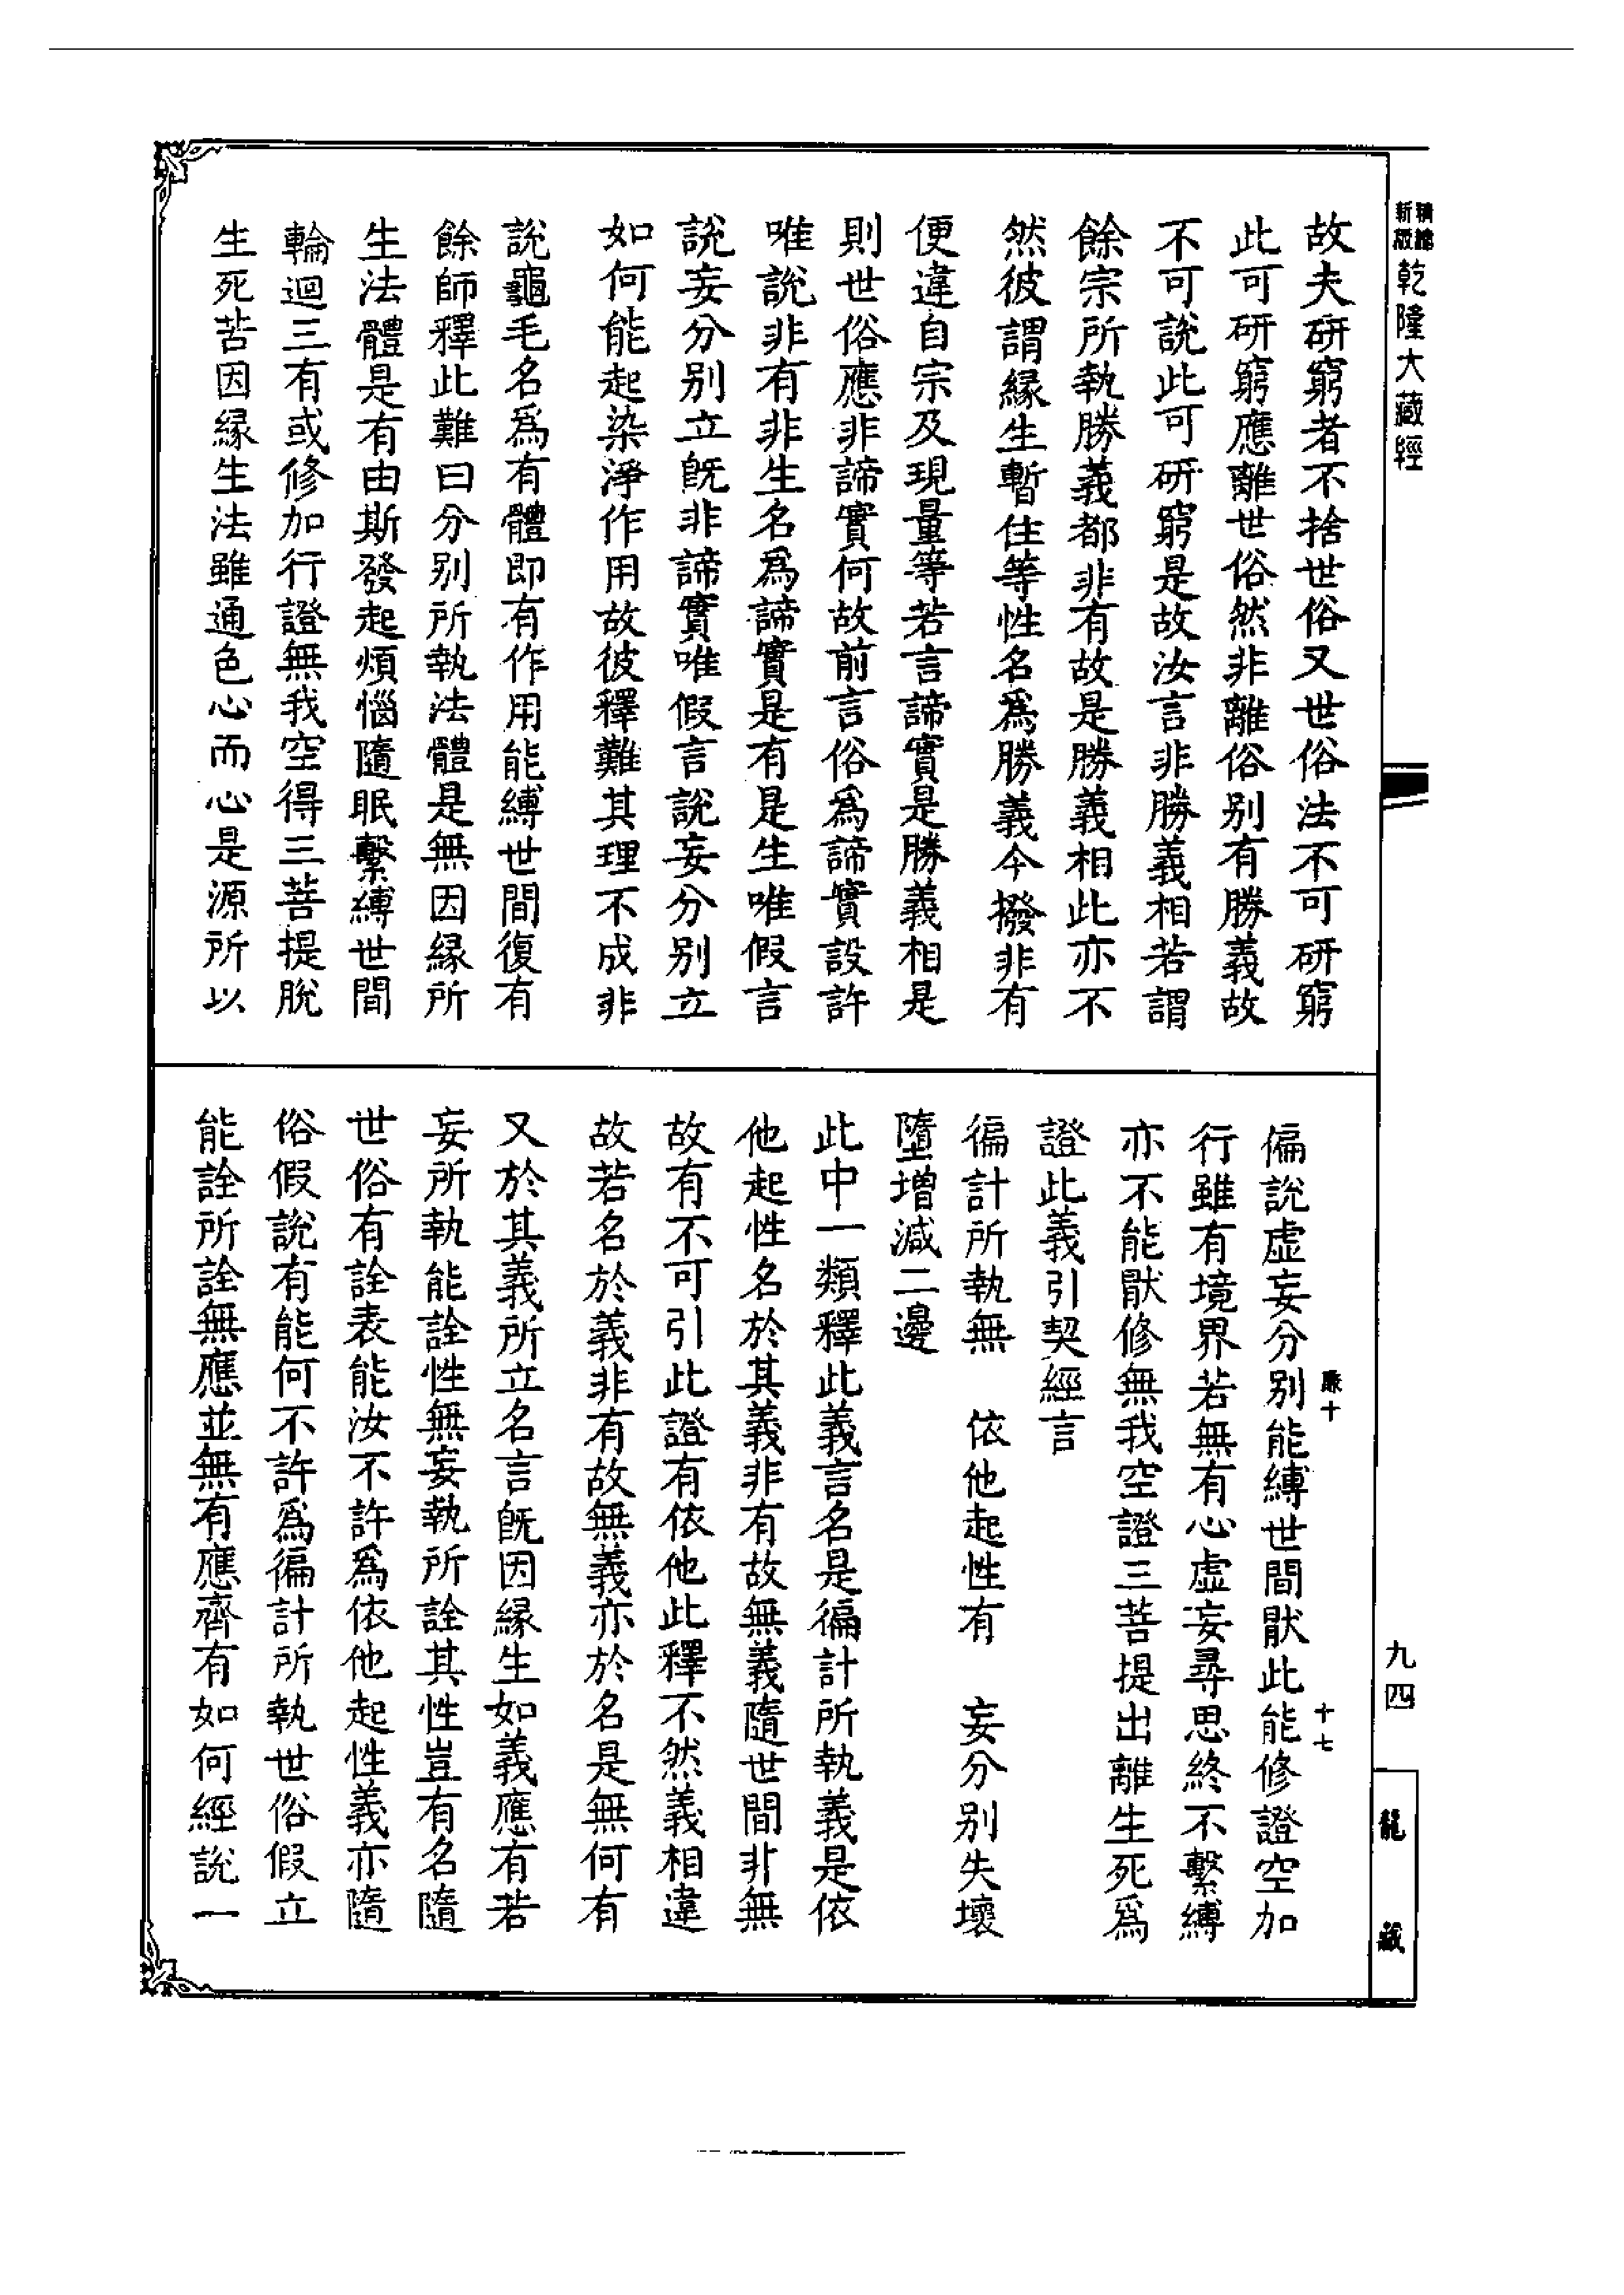 精緻
新版
乾隆大藏經
故夫研窮者不捨世俗又世俗法不可研窮
此可研窮應離世俗然非離俗别有勝義故
不可説此可研窮是故汝言非勝義相若謂
餘宗所執勝義都非有故是勝義相此亦不
然彼謂緣生暫住等性名爲勝義今撥非有
便違自宗及現量等若言諦實是勝義相是
則世俗應非諦實何故前言俗爲諦實設許
唯説非有非生名爲諦實是有是生唯假言
説妄分别立既非諦實唯假言説妄分别立
如何能起染淨作用故彼釋難其理不成非
説龜毛名爲有體即有作用能縛世間復有
餘師釋此難曰分别所執法體是無因緣所
生法體是有由斯發起煩惱隨眠繫縛世間
輪迴三有或修加行證無我空得三菩提脫
生死苦因緣生法雖通色心而心是源所以
偏説虛妄分别能縛世間猒此能修證空加
行雖有境界若無有心虛妄尋思終不繫縛
亦不能猒修無我空證三菩提出離生死爲
證此義引契經言
徧計所執無　依他起性有　妄分别失壞
墮增減二邊
此中一類釋此義言名是徧計所執義是依
他起性名於其義非有故無義隨世間非無
故有不可引此證有依他此釋不然義相違
故若名於義非有故無義亦於名是無何有
又於其義所立名言既因緣生如義應有若
妄所執能詮性無妄執所詮其性豈有名隨
世俗有詮表能汝不許爲依他起性義亦隨
俗假説有能何不許爲徧計所執世俗假立
能詮所詮無應並無有應齊有如何經説一
十七
九四
龍藏